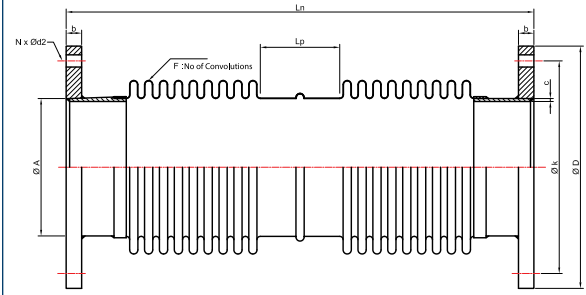 Ln
b
b
N x Ød2
Lp
F :No of Convolutions
c
Ø A
Ø k
Ø D